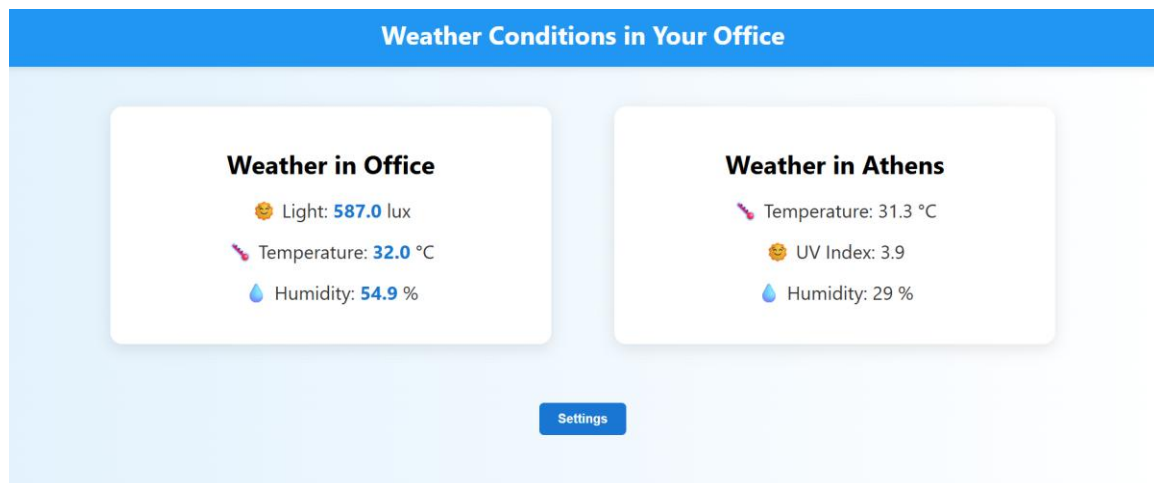 Weather Conditions in Your Office
Weather in Office
Light: 587.0 lux
Temperature: 32.0 °C
Humidity: 54.9 %
Weather in Athens
Temperature: 31.3 °C
UV Index: 3.9
Humidity: 29 %
Settings